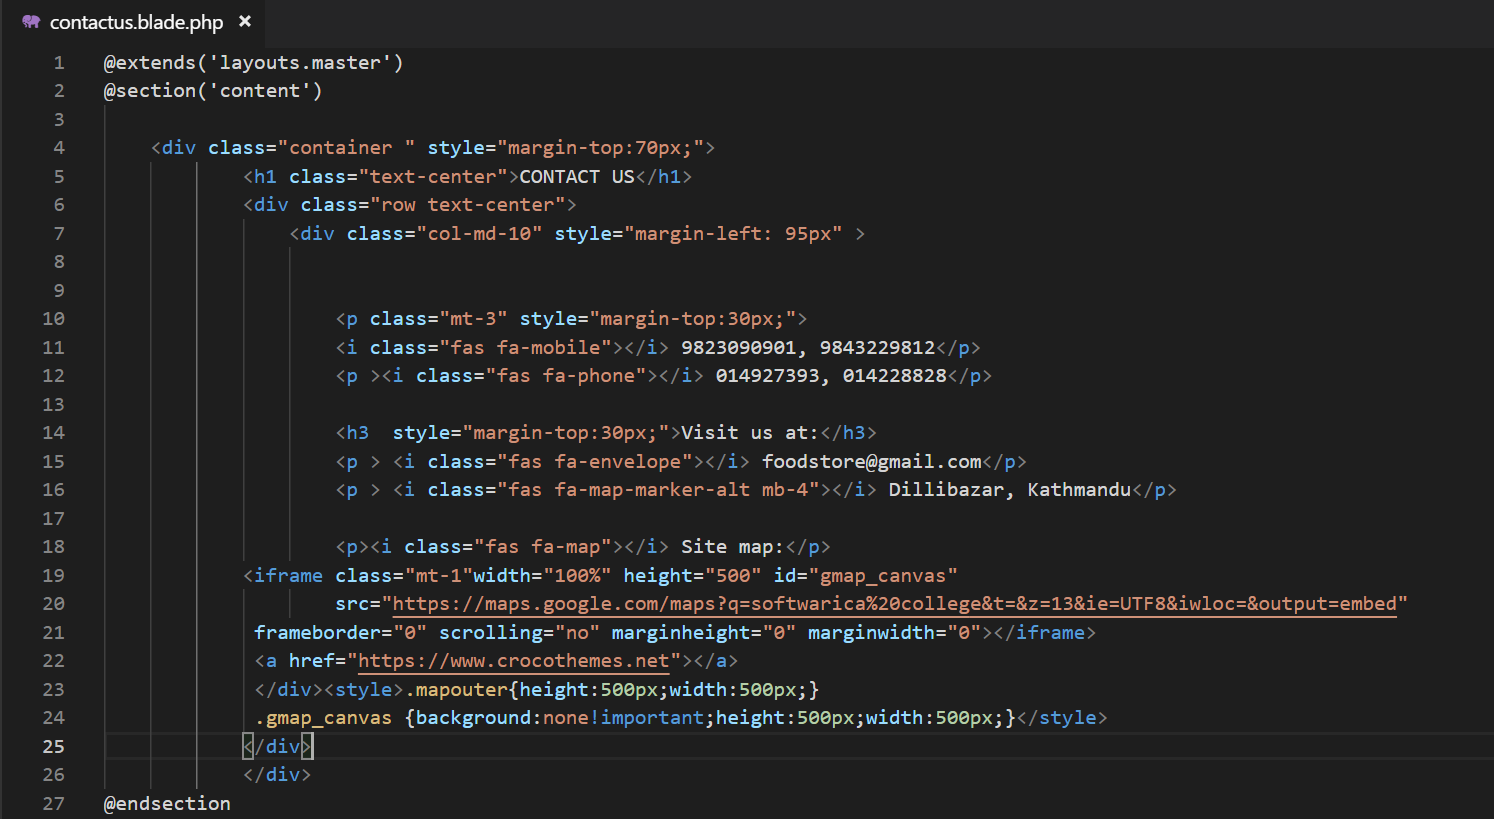 contactus.blade.php ×
1 @extends('layouts.master')
2 @section('content')
3
4 <div class="container " style="margin-top:70px;">
5 <h1 class="text-center">CONTACT US</h1>
6 <div class="row text-center">
7 <div class="col-md-10" style="margin-left: 95px" >
8
9
10 <p class="mt-3" style="margin-top:30px;">
11 <i class="fas fa-mobile"></i> 9823090901, 9843229812</p>
12 <p ><i class="fas fa-phone"></i> 014927393, 014228828</p>
13
14 <h3  style="margin-top:30px;">Visit us at:</h3>
15 <p > <i class="fas fa-envelope"></i> foodstore@gmail.com</p>
16 <p > <i class="fas fa-map-marker-alt mb-4"></i> Dillibazar, Kathmandu</p>
17
18 <p><i class="fas fa-map"></i> Site map:</p>
19 <iframe class="mt-1"width="100%" height="500" id="gmap_canvas"
20 src="https://maps.google.com/maps?q=softwarica%20college&t=&z=13&ie=UTF8&iwloc=&output=embed"
21 frameborder="0" scrolling="no" marginheight="0" marginwidth="0"></iframe>
22 <a href="https://www.crocothemes.net"></a>
23 </div><style>.mapouter{height:500px;width:500px;}
24 .gmap_canvas {background:none!important;height:500px;width:500px;}</style>
25 </div>
26 </div>
27 @endsection